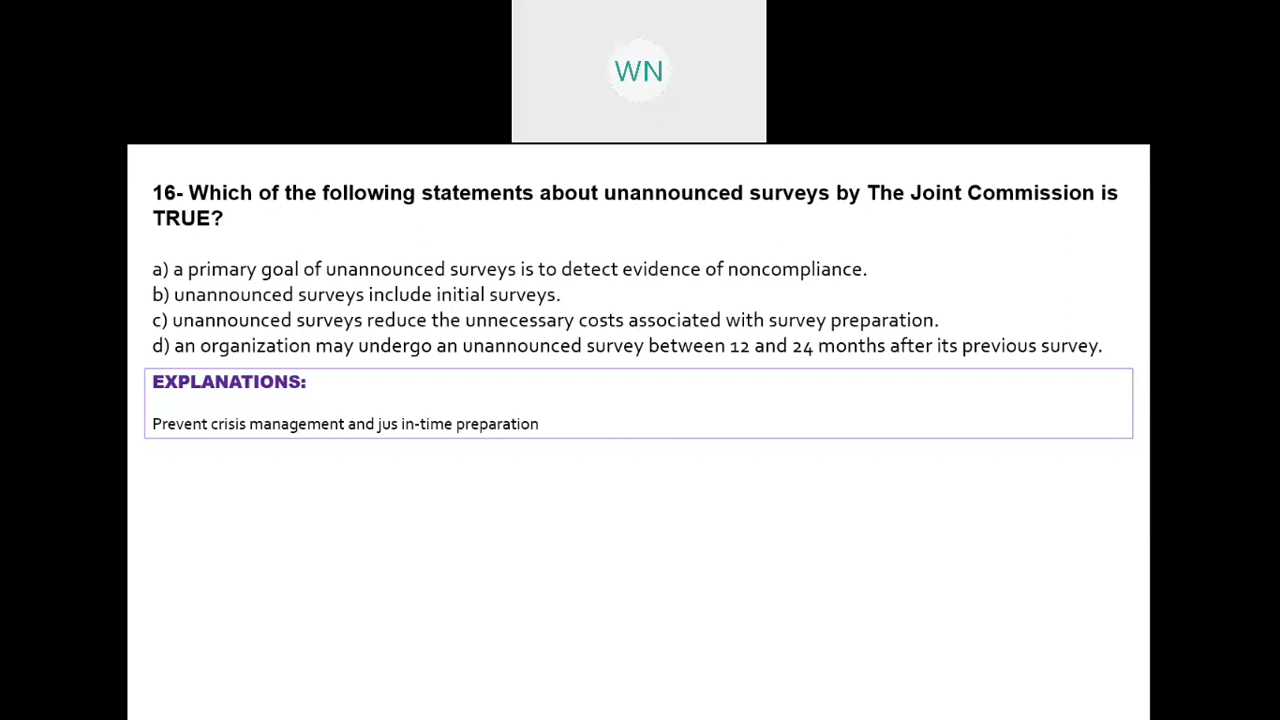 WN
16- Which of the following statements about unannounced surveys by The Joint Commission is
TRUE?
a) a primary goal of unannounced surveys is to detect evidence of noncompliance.
b) unannounced surveys include initial surveys.
c) unannounced surveys reduce the unnecessary costs associated with survey preparation.
d) an organization may undergo an unannounced survey between 12 and 24 months after its previous survey.
EXPLANATIONS:
Prevent crisis management and jus in-time preparation